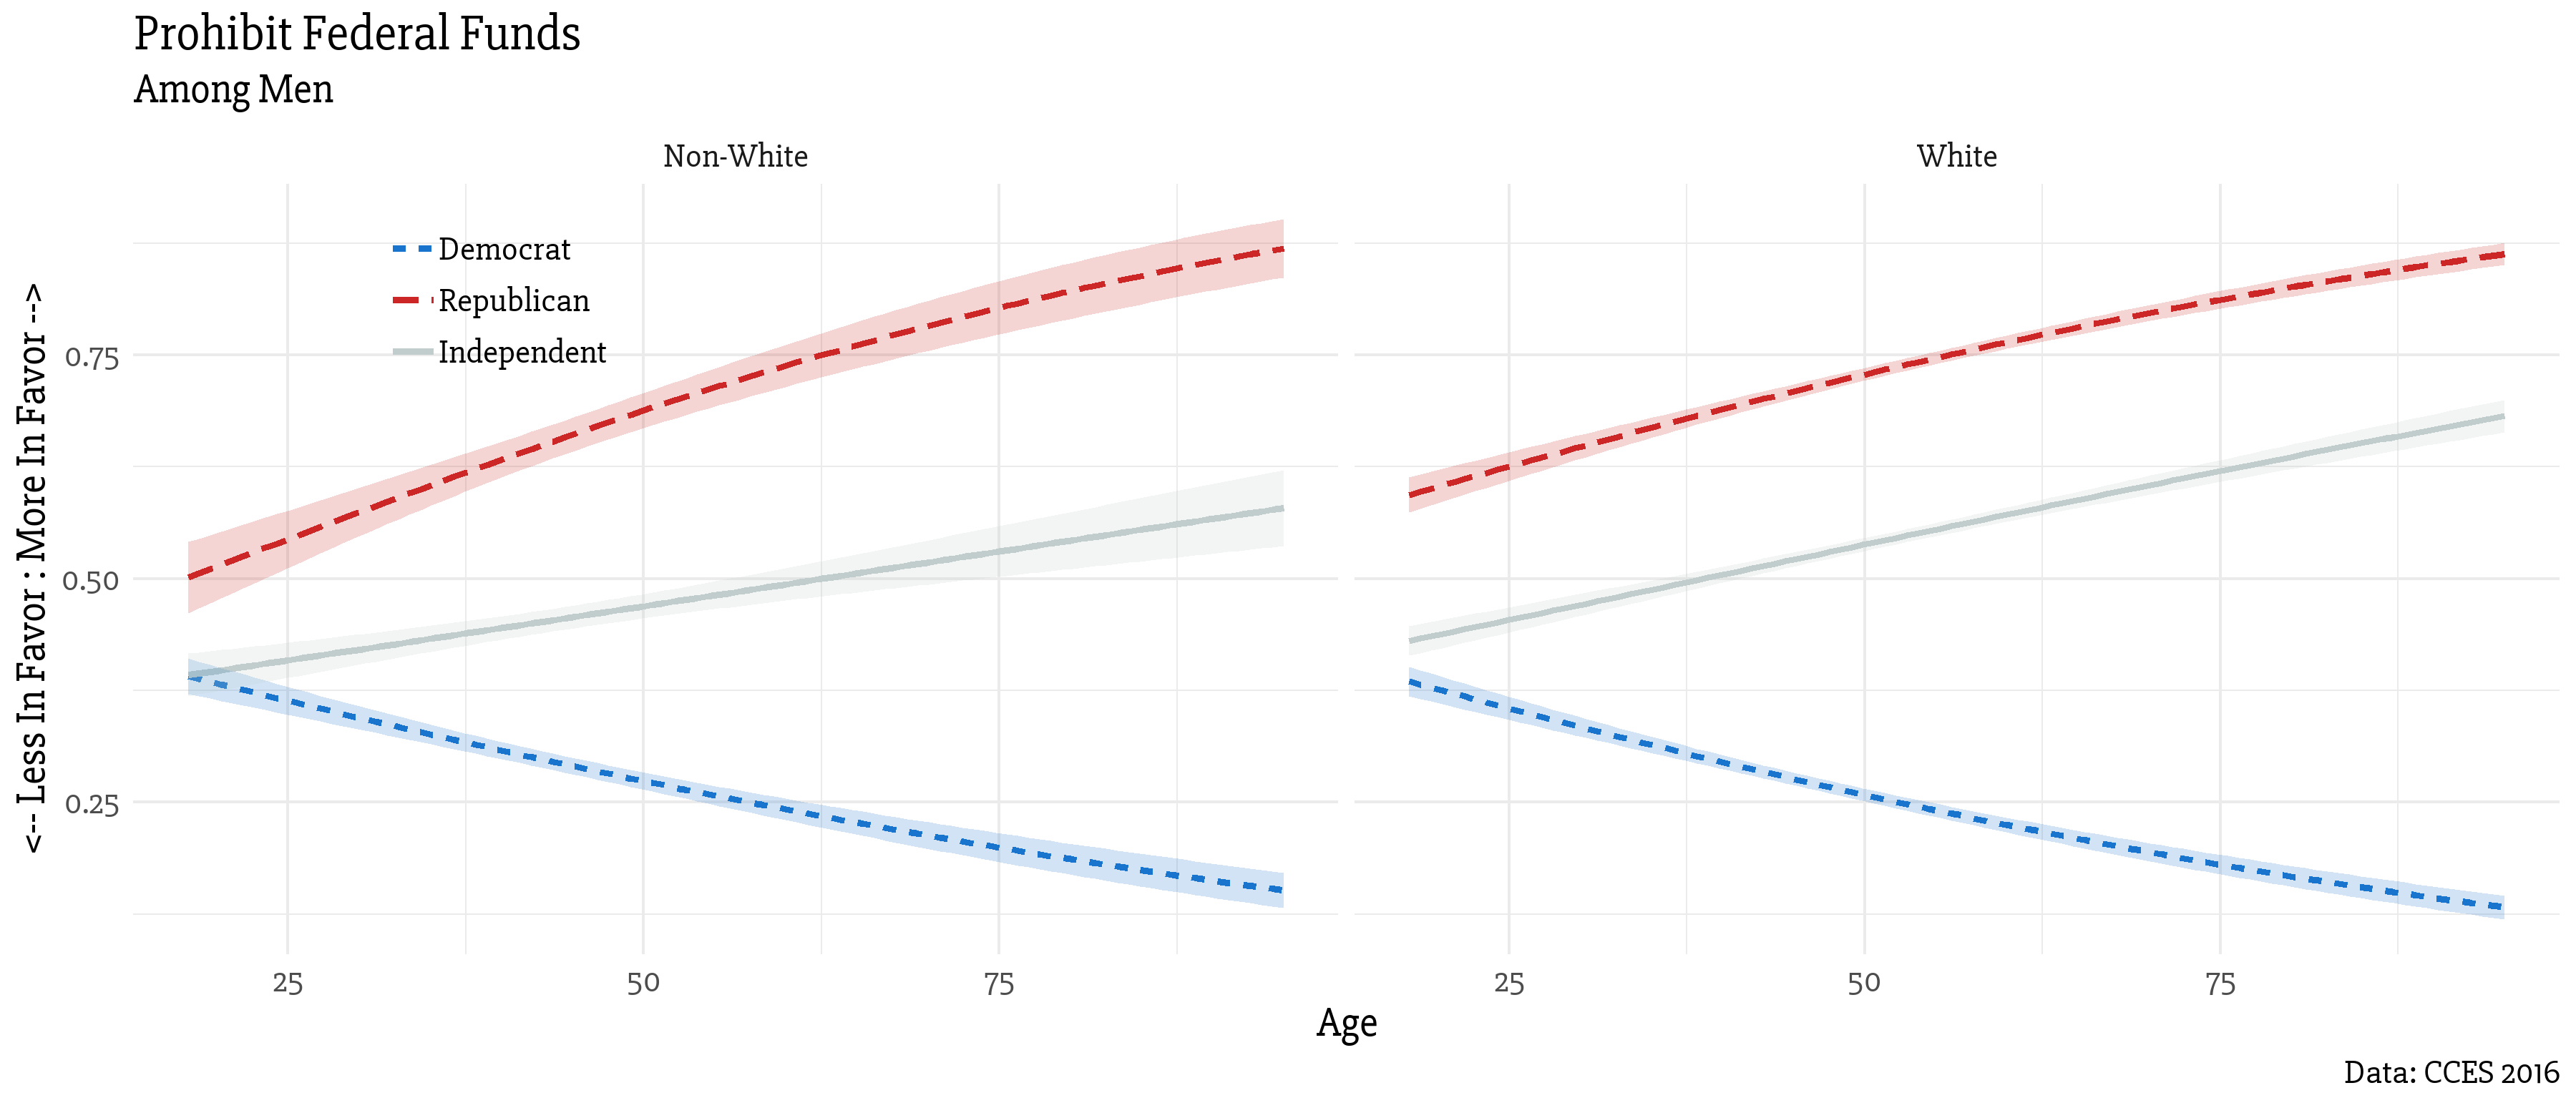 Prohibit Federal Funds
Among Men
Non-White
White
Democrat
Republican
Independent
<-- Less In Favor : More In Favor -->
0.75
0.50
0.25
25 50 75
25 50 75
Age
Data: CCES 2016